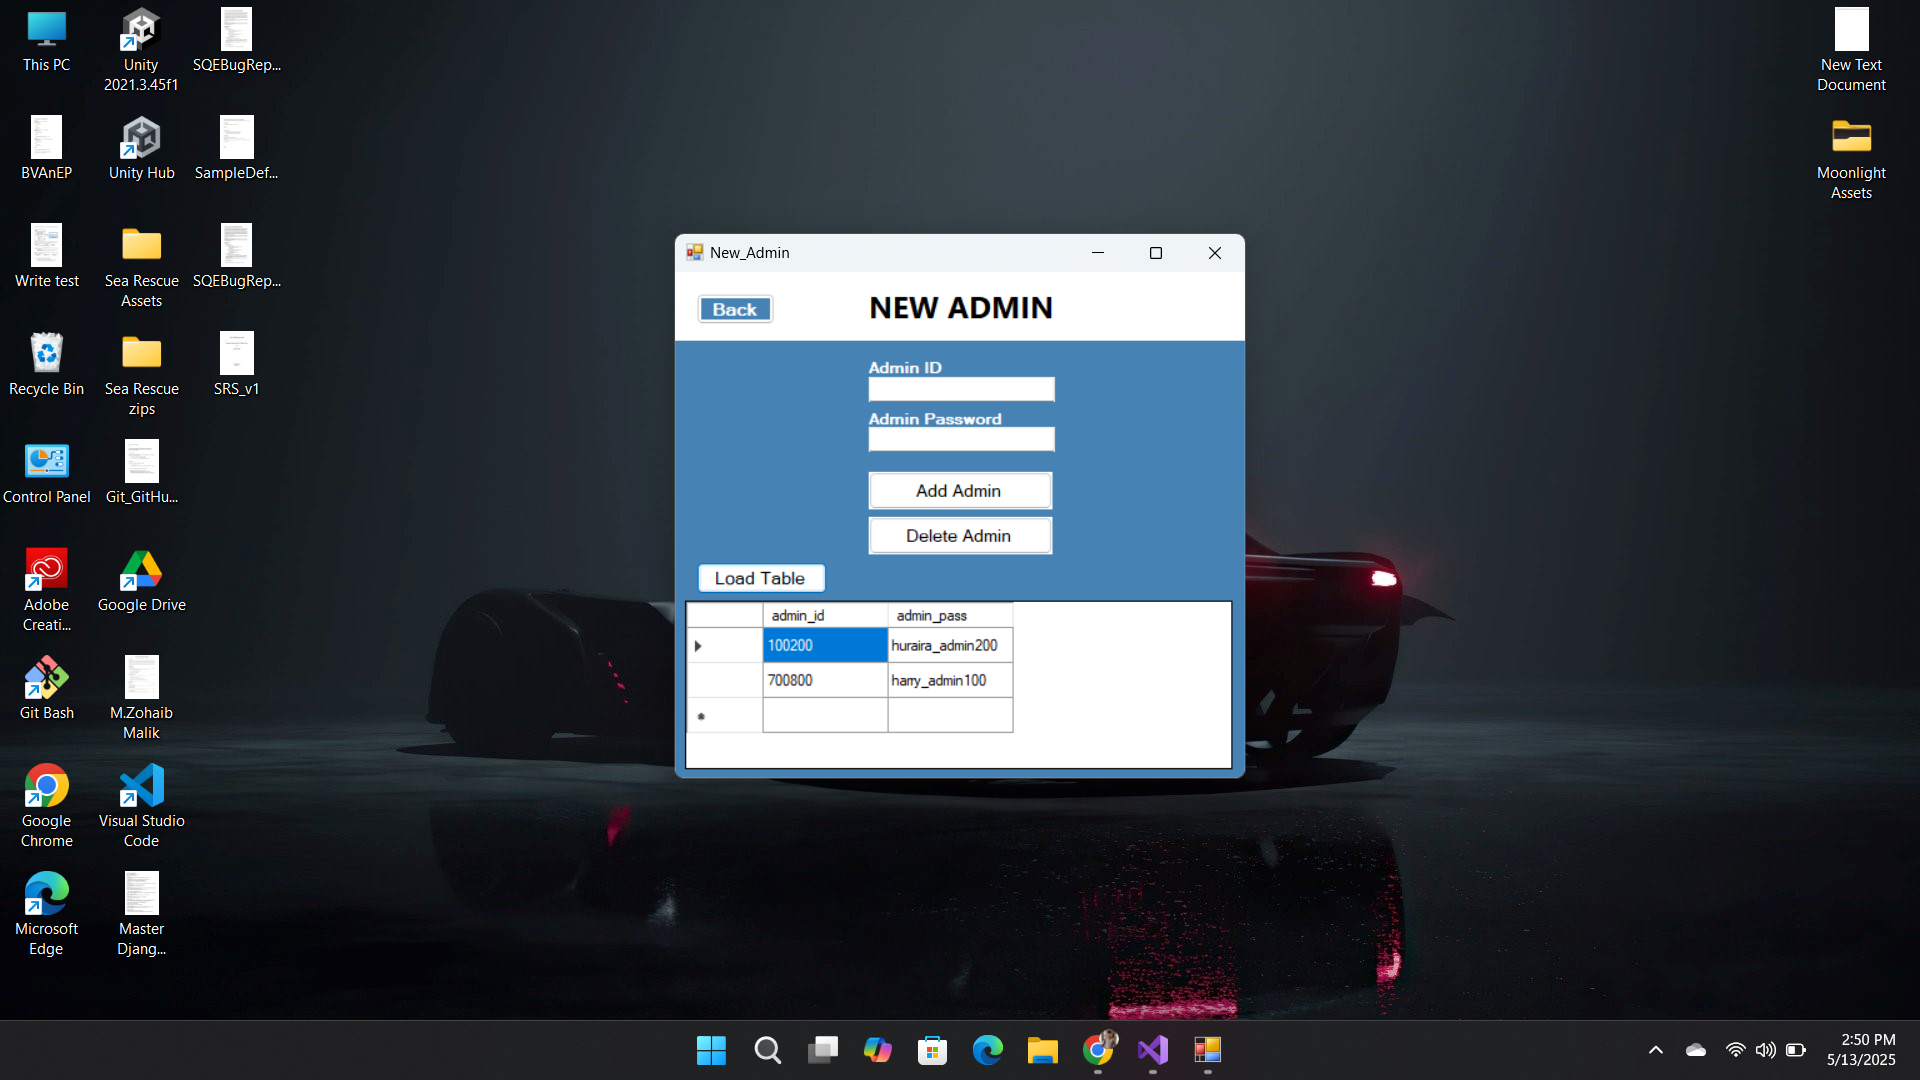 This PC
Unity
2021.3.45f1
SQEBugRep...
BVAnEP
Unity Hub
SampleDef...
Write test
Sea Rescue
Assets
SQEBugRep...
Recycle Bin
Sea Rescue
zips
SRS_v1
Control Panel
Git_GitHu...
Adobe
Creati...
Google Drive
Git Bash
M.Zohaib
Malik
Google
Chrome
Visual Studio
Code
Microsoft
Edge
Master
Djang...
New Text
Document
Moonlight
Assets
New_Admin
Back
NEW ADMIN
Admin ID
Admin Password
Add Admin
Delete Admin
Load Table
admin_id admin_pass
100200 huraira_admin200
700800 harry_admin100
2:50 PM
5/13/2025